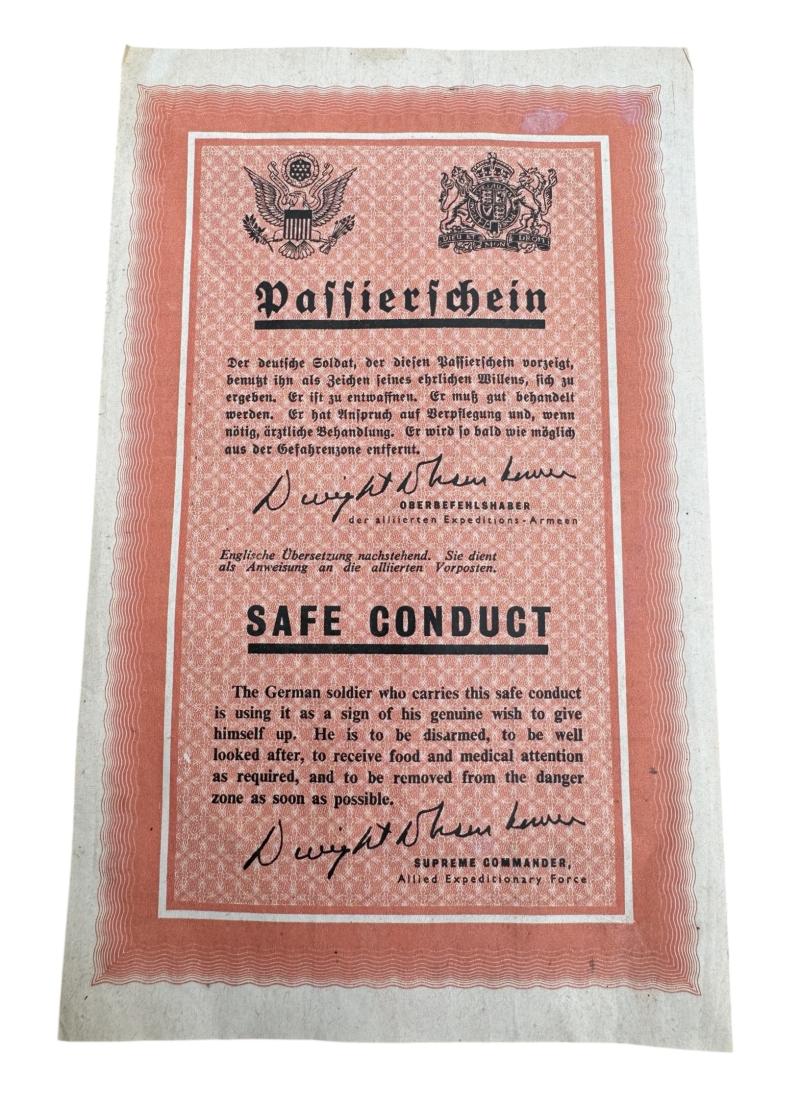 DIEU ET MON DROIT
Passierschein
Der deutsche Soldat, der diesen Passierschein vorzeigt,
benutzt ihn als Zeichen seines ehrlichen Willens, sich zu
ergeben. Er ist zu entwaffnen. Er muß gut behandelt
werden. Er hat Anspruch auf Verpflegung und, wenn
nötig, ärztliche Behandlung. Er wird so bald wie möglich
aus der Gefahrenzone entfernt.
Dwight D Eisenhower
OBERBEFEHLSHABER
der alliierten Expeditions-Armeen
Englische Übersetzung nachstehend. Sie dient
als Anweisung an die alliierten Vorposten.
SAFE CONDUCT
The German soldier who carries this safe conduct
is using it as a sign of his genuine wish to give
himself up. He is to be disarmed, to be well
looked after, to receive food and medical attention
as required, and to be removed from the danger
zone as soon as possible.
Dwight D Eisenhower
SUPREME COMMANDER,
Allied Expeditionary Force